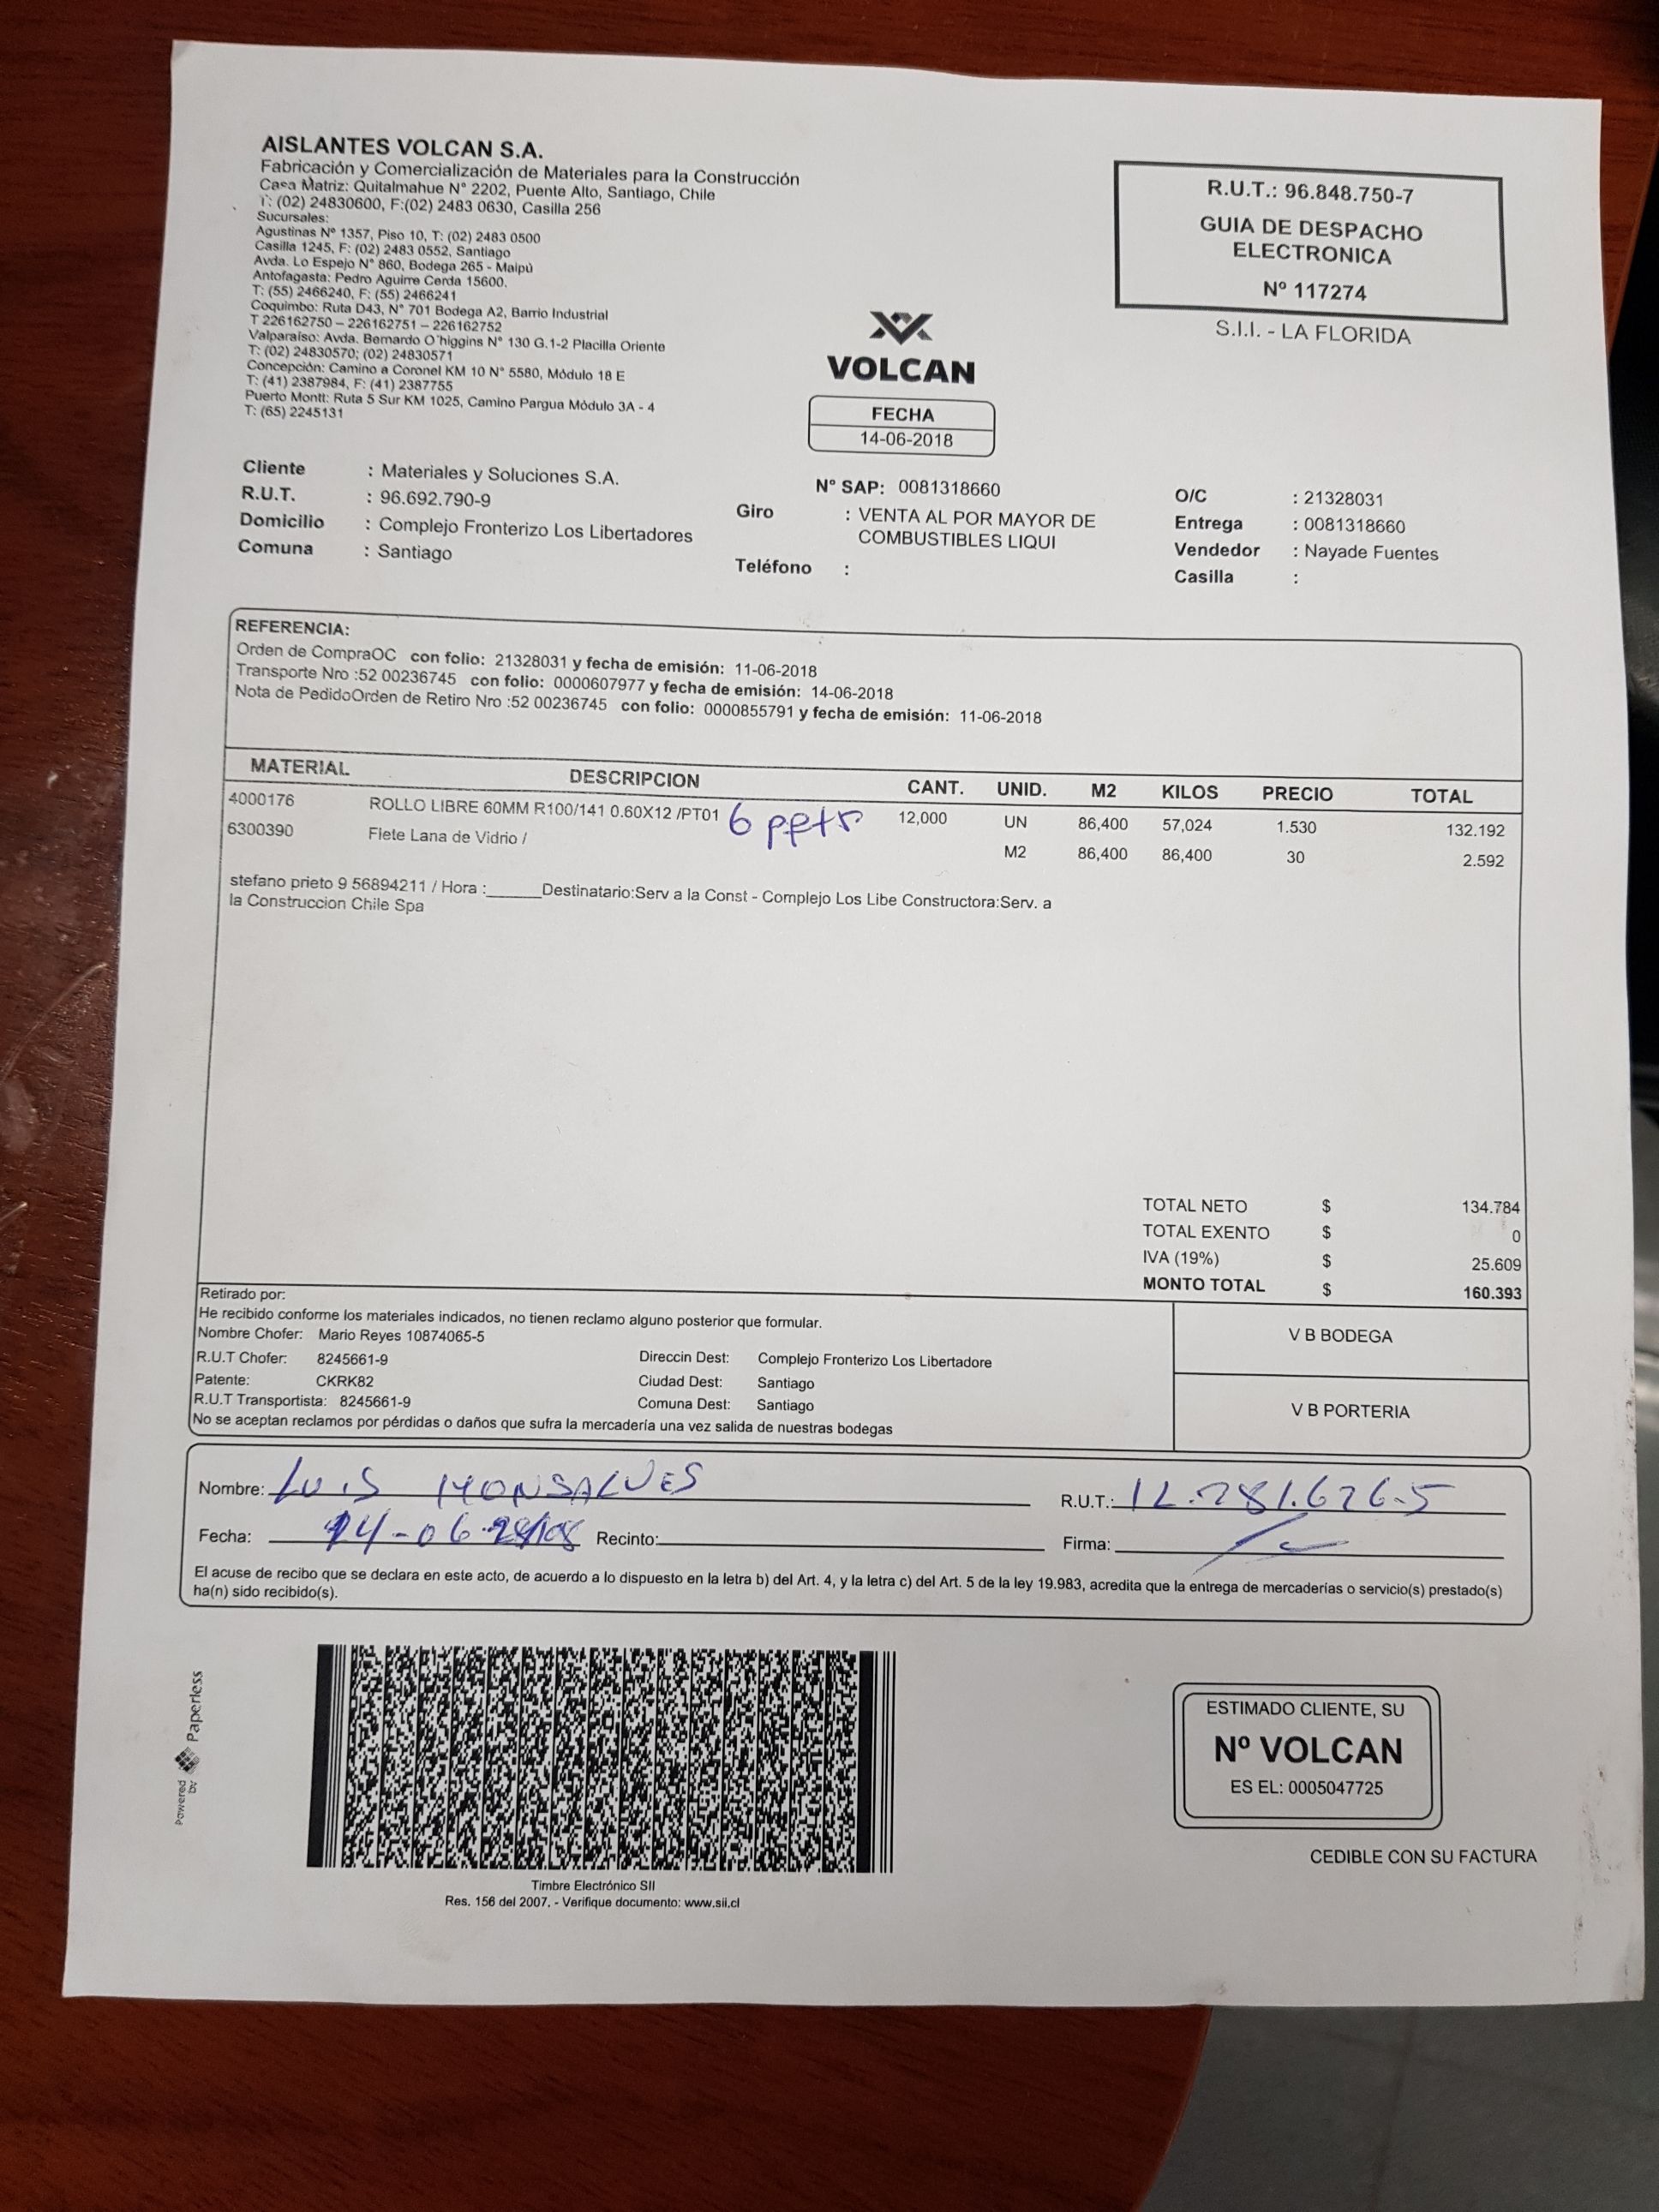 AISLANTES VOLCAN S.A.
Fabricación y Comercialización de Materiales para la Construcción
Casa Matriz: Quitalmahue N° 2202, Puente Alto, Santiago, Chile
T: (02) 24830600, F:(02) 2483 0630, Casilla 256
Sucursales:
Agustinas Nº 1357, Piso 10, T: (02) 2483 0500
Casilla 1245, F: (02) 2483 0552, Santiago
Avda. Lo Espejo N° 860, Bodega 265 - Maipú
Antofagasta: Pedro Aguirre Cerda 15600.
T: (55) 2466240, F: (55) 2466241
Coquimbo: Ruta D43, N° 701 Bodega A2, Barrio Industrial
T 226162750 – 226162751 – 226162752
Valparaíso: Avda. Bernardo O´higgins N° 130 G.1-2 Placilla Oriente
T: (02) 24830570; (02) 24830571
Concepción: Camino a Coronel KM 10 N° 5580, Módulo 18 E
T: (41) 2387984, F: (41) 2387755
Puerto Montt: Ruta 5 Sur KM 1025, Camino Pargua Módulo 3A - 4
T: (65) 2245131
R.U.T.: 96.848.750-7
GUIA DE DESPACHO
ELECTRONICA
Nº 117274
S.I.I. - LA FLORIDA
VOLCAN
FECHA
14-06-2018
Cliente : Materiales y Soluciones S.A.
R.U.T. : 96.692.790-9
Domicilio : Complejo Fronterizo Los Libertadores
Comuna : Santiago
N° SAP: 0081318660
Giro : VENTA AL POR MAYOR DE
COMBUSTIBLES LIQUI
Teléfono :
O/C : 21328031
Entrega : 0081318660
Vendedor : Nayade Fuentes
Casilla :
REFERENCIA:
Orden de CompraOC con folio: 21328031 y fecha de emisión: 11-06-2018
Transporte Nro :52 00236745 con folio: 0000607977 y fecha de emisión: 14-06-2018
Nota de PedidoOrden de Retiro Nro :52 00236745 con folio: 0000855791 y fecha de emisión: 11-06-2018
MATERIAL DESCRIPCION CANT. UNID. M2 KILOS PRECIO TOTAL
4000176 ROLLO LIBRE 60MM R100/141 0.60X12 /PT01 6 12,000 UN 86,400 57,024 1.530 132.192
6300390 Flete Lana de Vidrio / M2 86,400 86,400 30 2.592
stefano prieto 9 56894211 / Hora :______Destinatario:Serv a la Const - Complejo Los Libe Constructora:Serv. a
la Construccion Chile Spa
TOTAL NETO $ 134.784
TOTAL EXENTO $ 0
IVA (19%) $ 25.609
MONTO TOTAL $ 160.393
Retirado por:
He recibido conforme los materiales indicados, no tienen reclamo alguno posterior que formular.
Nombre Chofer: Mario Reyes 10874065-5
R.U.T Chofer: 8245661-9 Direccin Dest: Complejo Fronterizo Los Libertadore
Patente: CKRK82 Ciudad Dest: Santiago
R.U.T Transportista: 8245661-9 Comuna Dest: Santiago
No se aceptan reclamos por pérdidas o daños que sufra la mercadería una vez salida de nuestras bodegas
V B BODEGA
V B PORTERIA
Nombre: LUIS MONSALVES R.U.T.: 12.281.626-5
Fecha: 14-06- Recinto: Firma:
El acuse de recibo que se declara en este acto, de acuerdo a lo dispuesto en la letra b) del Art. 4, y la letra c) del Art. 5 de la ley 19.983, acredita que la entrega de mercaderías o servicio(s) prestado(s)
ha(n) sido recibido(s).
powered by Paperless
Timbre Electrónico SII
Res. 156 del 2007. - Verifique documento: www.sii.cl
ESTIMADO CLIENTE, SU
Nº VOLCAN
ES EL: 0005047725
CEDIBLE CON SU FACTURA